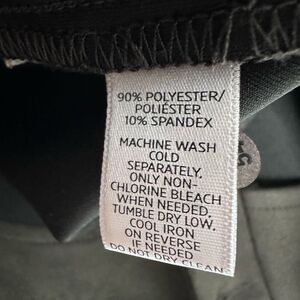 90% POLYESTER/
POLIÉSTER
10% SPANDEX
MACHINE WASH
COLD
SEPARATELY,
ONLY NON-
CHLORINE BLEACH
WHEN NEEDED,
TUMBLE DRY LOW,
COOL IRON
ON REVERSE
IF NEEDED
DO NOT DRY CLEAN